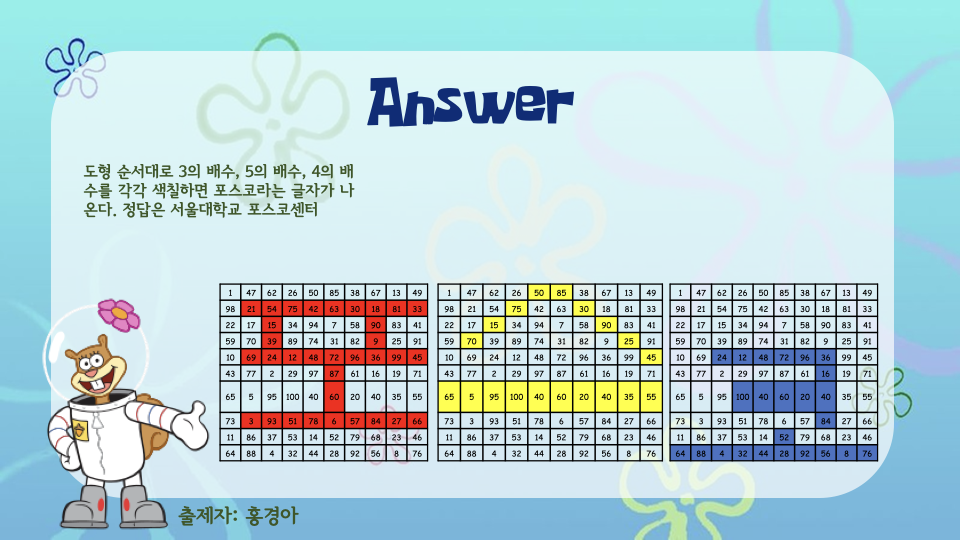 Answer
도형 순서대로 3의 배수, 5의 배수, 4의 배
수를 각각 색칠하면 포스코라는 글자가 나
온다. 정답은 서울대학교 포스코센터
1 47 62 26 50 85 38 67 13 49
98 21 54 75 42 63 30 18 81 33
22 17 15 34 94 7 58 90 83 41
59 70 39 89 74 31 82 9 25 91
10 69 24 12 48 72 96 36 99 45
43 77 2 29 97 87 61 16 19 71
65 5 95 100 40 60 20 40 35 55
73 3 93 51 78 6 57 84 27 66
11 86 37 53 14 52 79 68 23 46
64 88 4 32 44 28 92 56 8 76
1 47 62 26 50 85 38 67 13 49
98 21 54 75 42 63 30 18 81 33
22 17 15 34 94 7 58 90 83 41
59 70 39 89 74 31 82 9 25 91
10 69 24 12 48 72 96 36 99 45
43 77 2 29 97 87 61 16 19 71
65 5 95 100 40 60 20 40 35 55
73 3 93 51 78 6 57 84 27 66
11 86 37 53 14 52 79 68 23 46
64 88 4 32 44 28 92 56 8 76
1 47 62 26 50 85 38 67 13 49
98 21 54 75 42 63 30 18 81 33
22 17 15 34 94 7 58 90 83 41
59 70 39 89 74 31 82 9 25 91
10 69 24 12 48 72 96 36 99 45
43 77 2 29 97 87 61 16 19 71
65 5 95 100 40 60 20 40 35 55
73 3 93 51 78 6 57 84 27 66
11 86 37 53 14 52 79 68 23 46
64 88 4 32 44 28 92 56 8 76
출제자: 홍경아